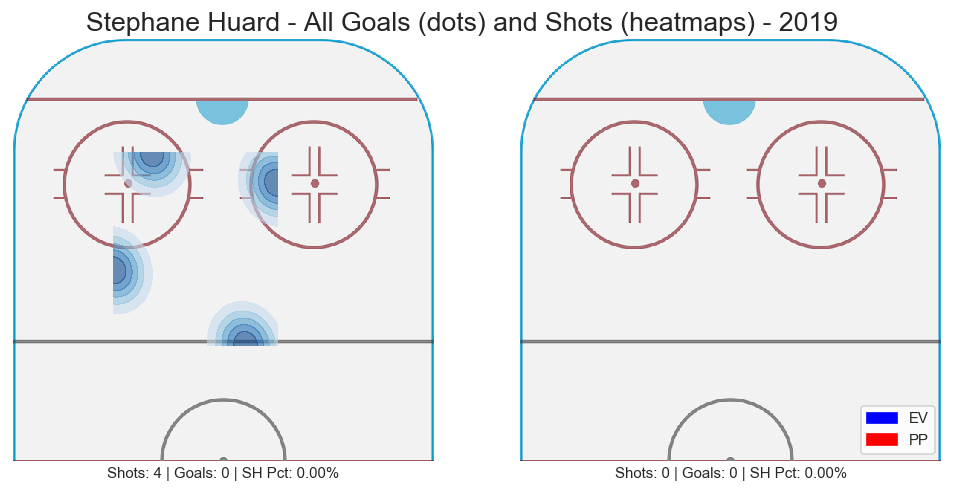 Stephane Huard - All Goals (dots) and Shots (heatmaps) - 2019
EV
PP
Shots: 4 | Goals: 0 | SH Pct: 0.00%
Shots: 0 | Goals: 0 | SH Pct: 0.00%